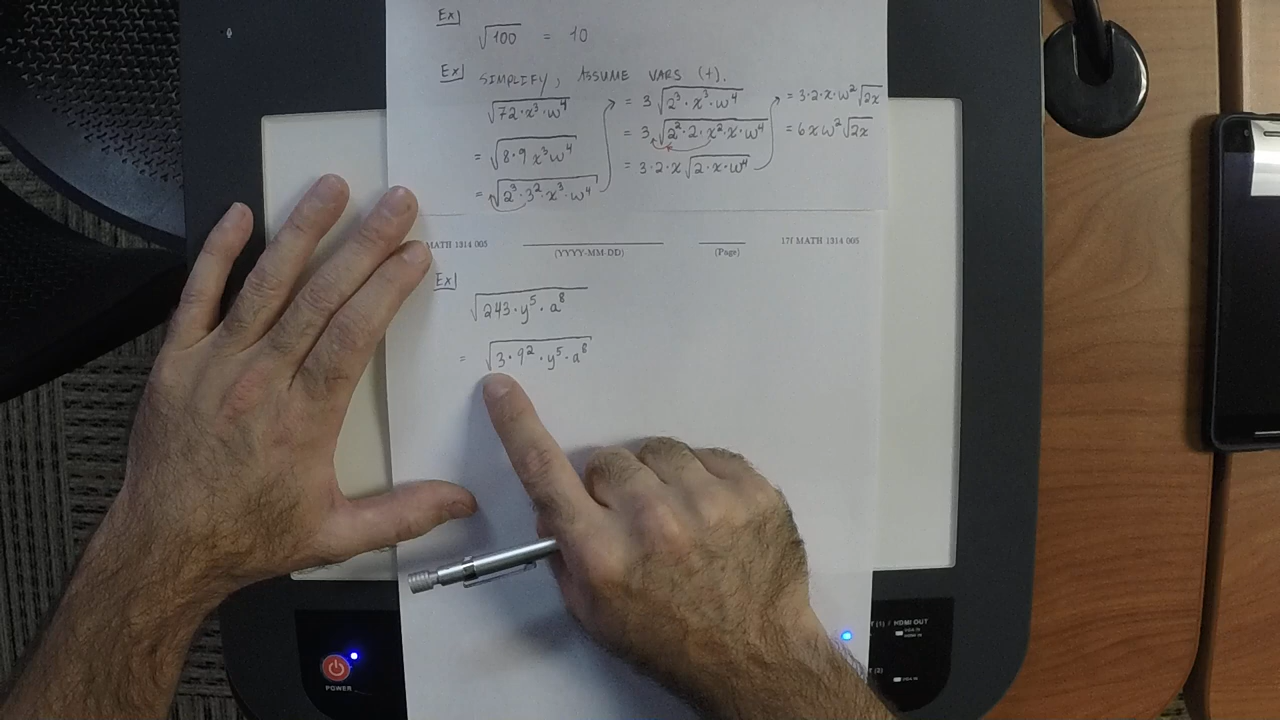 Ex]
√100 = 10
Ex] SIMPLIFY, ASSUME VARS (+).
√72·x³·w⁴
= √8·9 x³w⁴
= √2³·3²·x³·w⁴
= 3√2³·x³·w⁴
= 3√2²·2·x²·x·w⁴
= 3·2·x√2·x·w⁴
= 3·2·x·w²√2x
= 6xw²√2x
MATH 1314 005
(YYYY-MM-DD)
(Page)
17f MATH 1314 005
Ex]
√243·y⁵·a⁸
= √3·9²·y⁵·a⁸
POWER
HDMI OUT